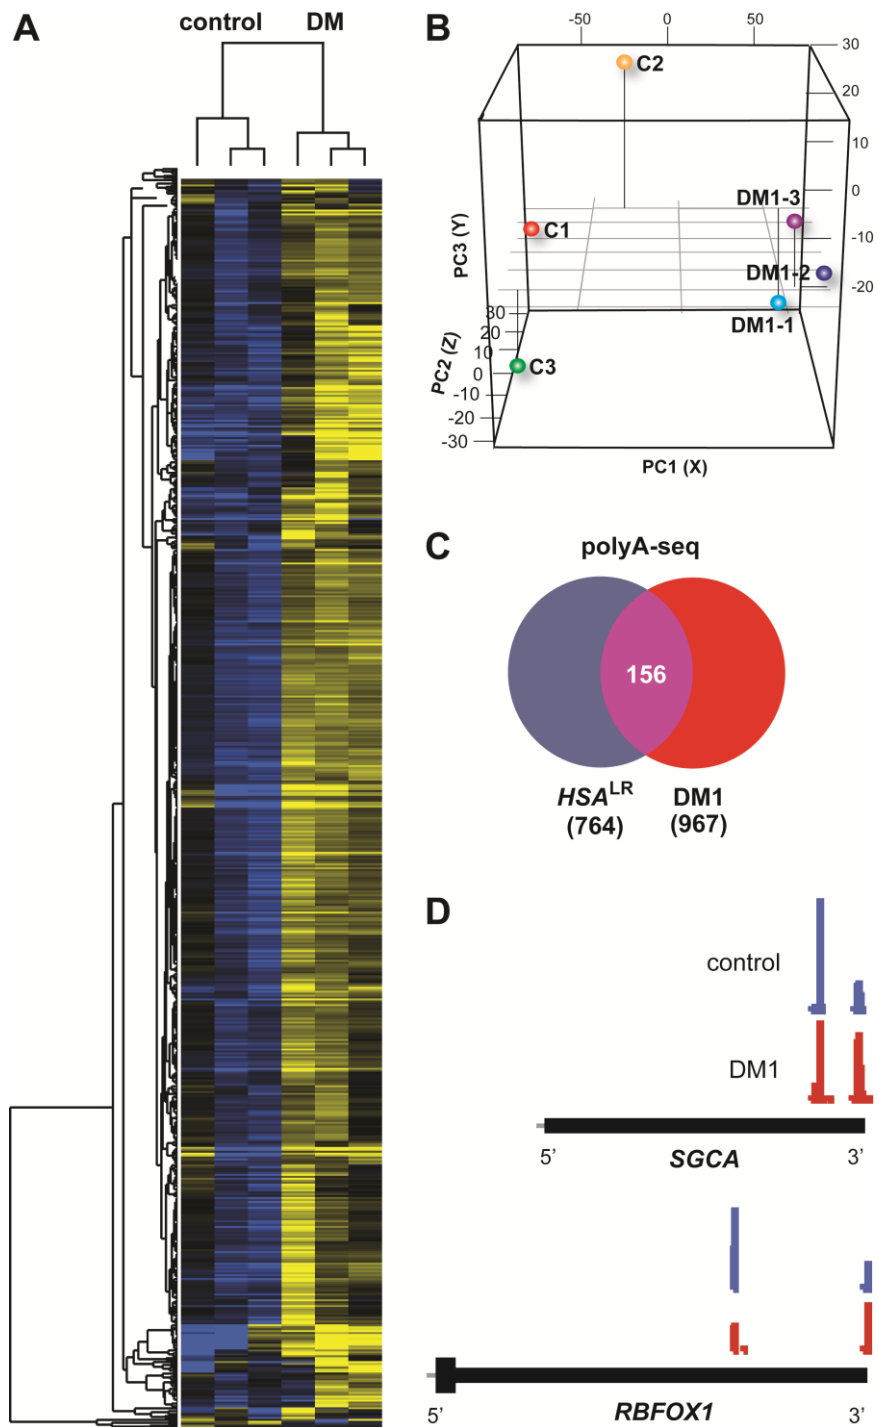 A
control DM
B
-50 0 50
30
20
10
0
-10
-20
C2
C1
C3
DM1-3
DM1-2
DM1-1
PC3 (Y)
PC2 (Z)
30
20
10
0
-10
-20
-30
PC1 (X)
C
polyA-seq
156
HSA^LR DM1
(764) (967)
D
control
DM1
5’ SGCA 3’
5’ RBFOX1 3’